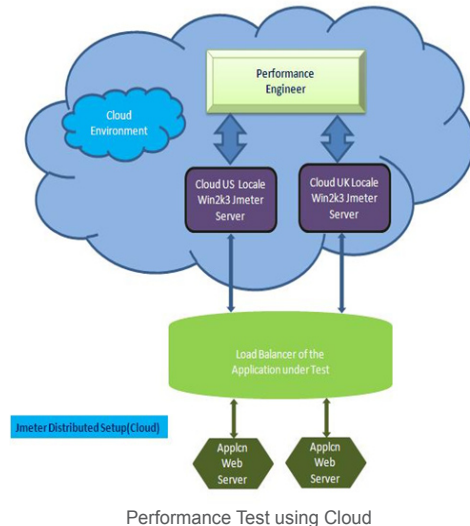 Performance
Engineer
Cloud
Environment
Cloud US Locale
Win2k3 Jmeter
Server
Cloud UK Locale
Win2k3 Jmeter
Server
Load Balancer of the
Application under Test
Jmeter Distributed Setup(Cloud)
Applcn
Web
Server
Applcn
Web
Server
Performance Test using Cloud